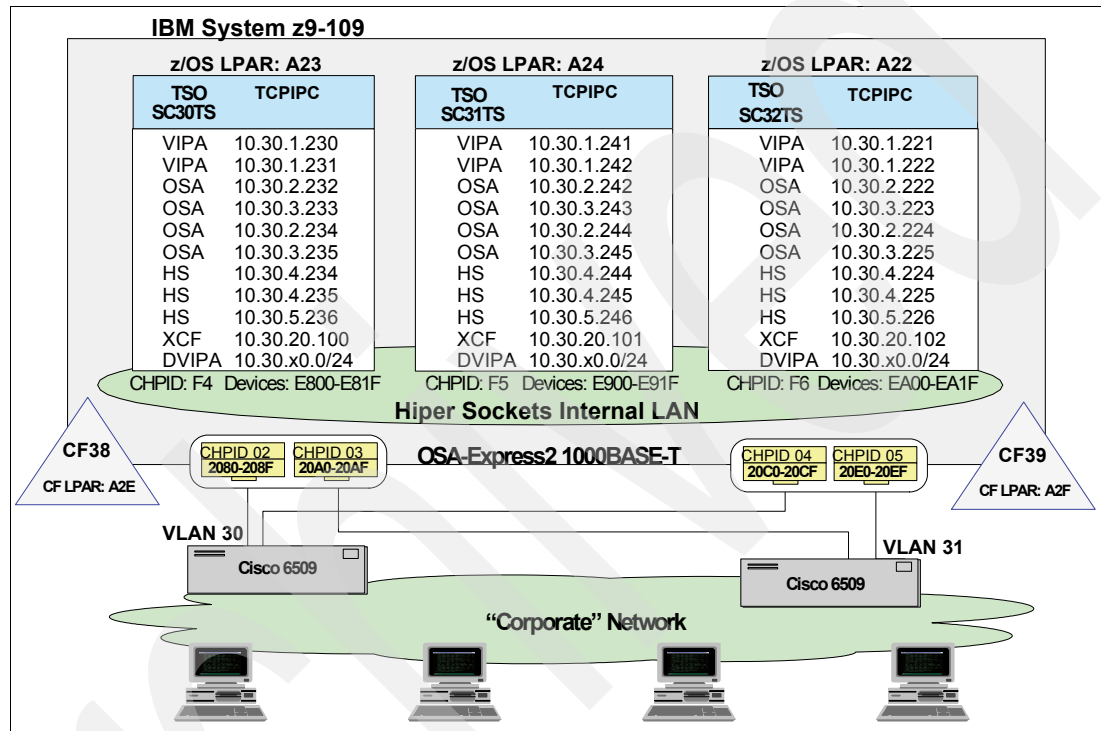 IBM System z9-109
z/OS LPAR: A23
TSO SC30TS TCPIPC
VIPA 10.30.1.230
VIPA 10.30.1.231
OSA 10.30.2.232
OSA 10.30.3.233
OSA 10.30.2.234
OSA 10.30.3.235
HS 10.30.4.234
HS 10.30.4.235
HS 10.30.5.236
XCF 10.30.20.100
DVIPA 10.30.x0.0/24
CHPID: F4 Devices: E800-E81F
z/OS LPAR: A24
TSO SC31TS TCPIPC
VIPA 10.30.1.241
VIPA 10.30.1.242
OSA 10.30.2.242
OSA 10.30.3.243
OSA 10.30.2.244
OSA 10.30.3.245
HS 10.30.4.244
HS 10.30.4.245
HS 10.30.5.246
XCF 10.30.20.101
DVIPA 10.30.x0.0/24
CHPID: F5 Devices: E900-E91F
z/OS LPAR: A22
TSO SC32TS TCPIPC
VIPA 10.30.1.221
VIPA 10.30.1.222
OSA 10.30.2.222
OSA 10.30.3.223
OSA 10.30.2.224
OSA 10.30.3.225
HS 10.30.4.224
HS 10.30.4.225
HS 10.30.5.226
XCF 10.30.20.102
DVIPA 10.30.x0.0/24
CHPID: F6 Devices: EA00-EA1F
Hiper Sockets Internal LAN
CF38
CF LPAR: A2E
CHPID 02
2080-208F
CHPID 03
20A0-20AF
OSA-Express2 1000BASE-T
CHPID 04
20C0-20CF
CHPID 05
20E0-20EF
CF39
CF LPAR: A2F
VLAN 30
Cisco 6509
VLAN 31
Cisco 6509
“Corporate” Network